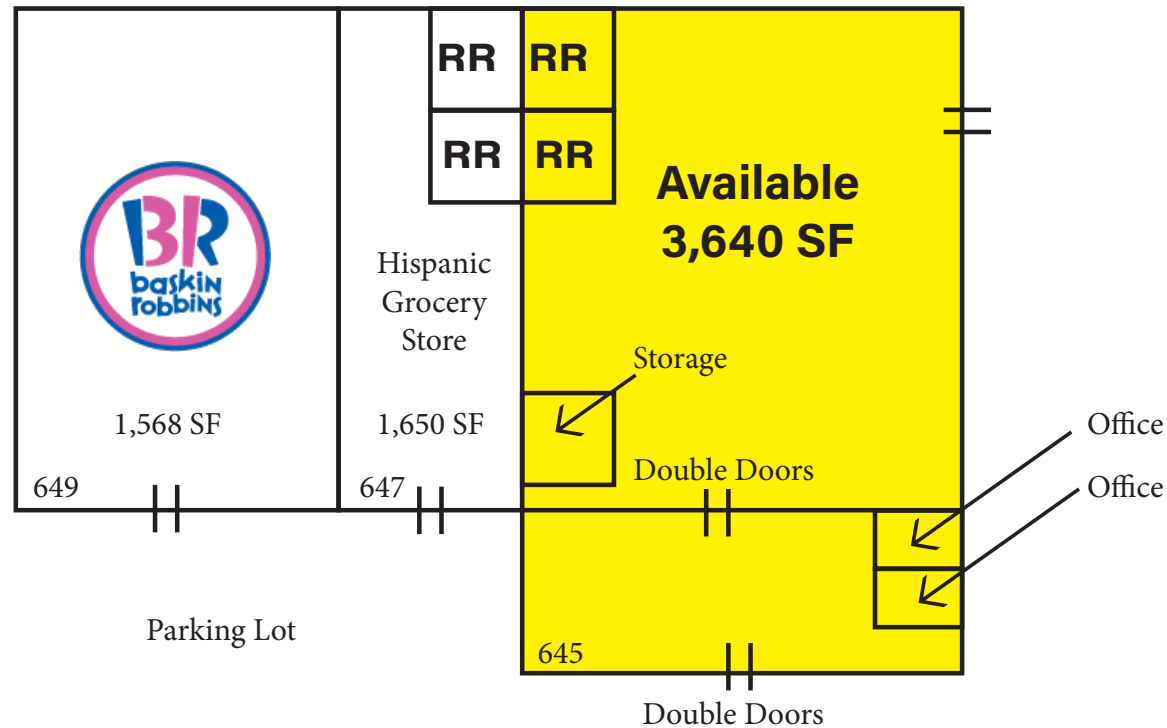 RR RR
RR RR
Available
3,640 SF
BR
baskin
robbins
Hispanic
Grocery
Store
Storage
1,568 SF
1,650 SF
Office
Double Doors
Office
649
647
Parking Lot
645
Double Doors